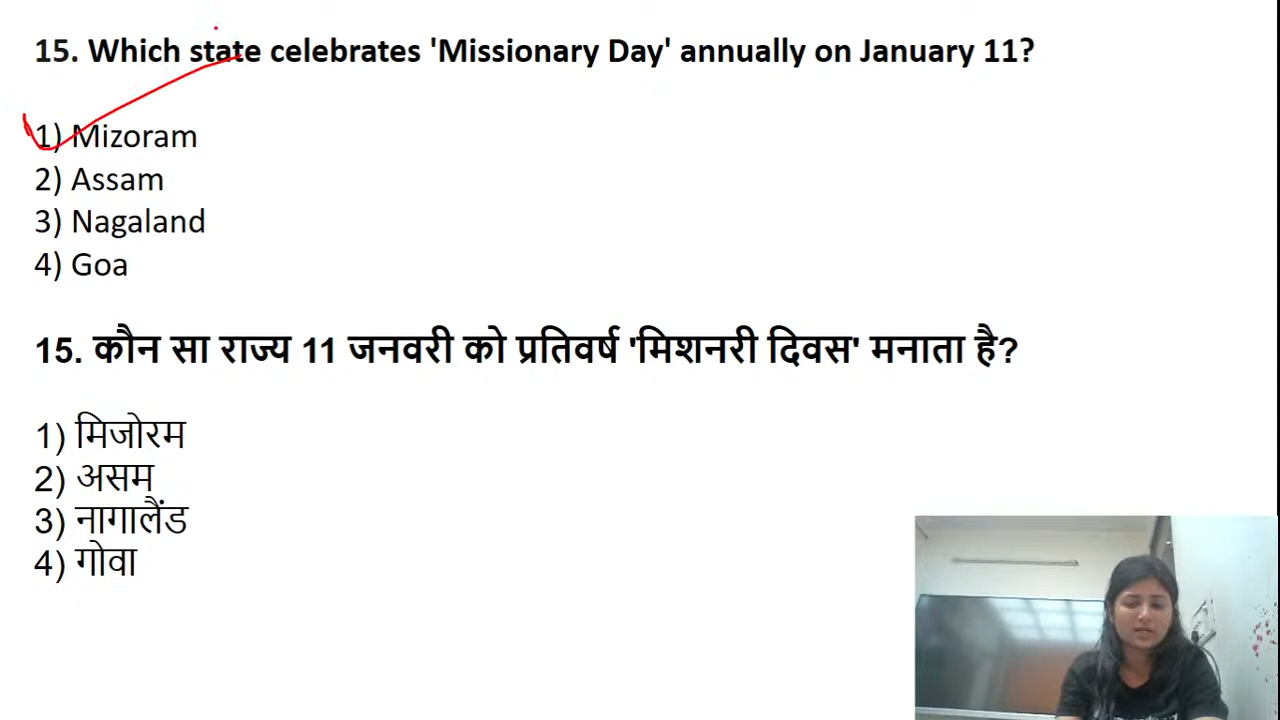 15. Which state celebrates 'Missionary Day' annually on January 11?
1) Mizoram
2) Assam
3) Nagaland
4) Goa
15. कौन सा राज्य 11 जनवरी को प्रतिवर्ष 'मिशनरी दिवस' मनाता है?
1) मिजोरम
2) असम
3) नागालैंड
4) गोवा